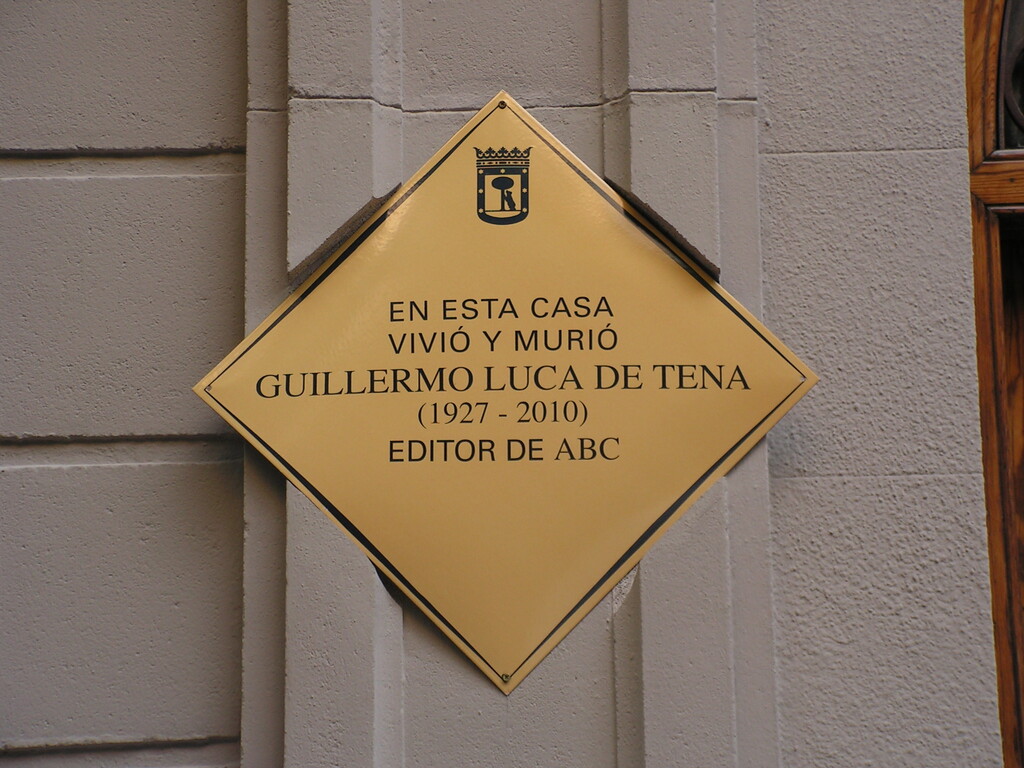 EN ESTA CASA
VIVIÓ Y MURIÓ
GUILLERMO LUCA DE TENA
(1927 - 2010)
EDITOR DE ABC